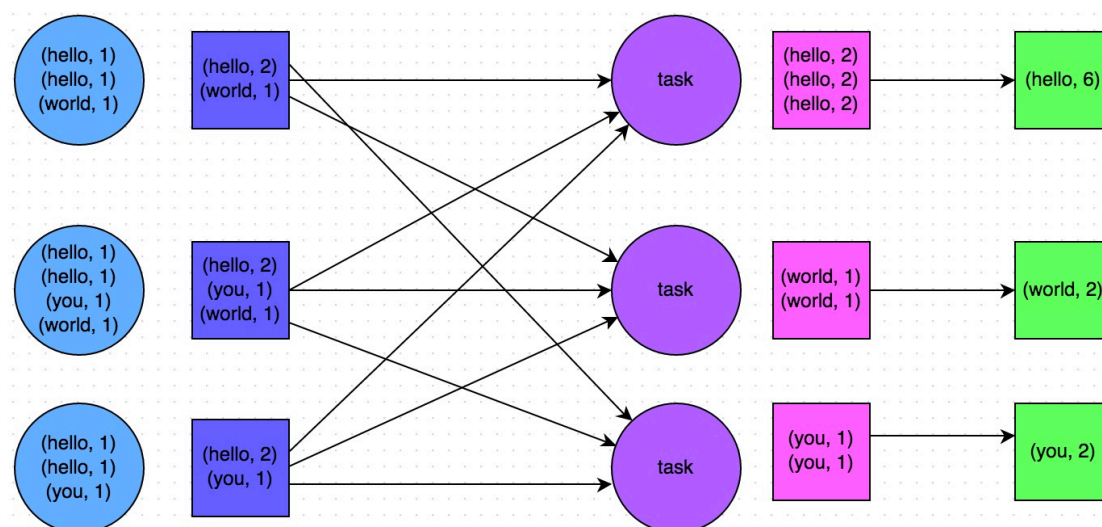 (hello, 1)
(hello, 1)
(world, 1)
(hello, 2)
(world, 1)
task
(hello, 2)
(hello, 2)
(hello, 2)
(hello, 6)
(hello, 1)
(hello, 1)
(you, 1)
(world, 1)
(hello, 2)
(you, 1)
(world, 1)
task
(world, 1)
(world, 1)
(world, 2)
(hello, 1)
(hello, 1)
(you, 1)
(hello, 2)
(you, 1)
task
(you, 1)
(you, 1)
(you, 2)